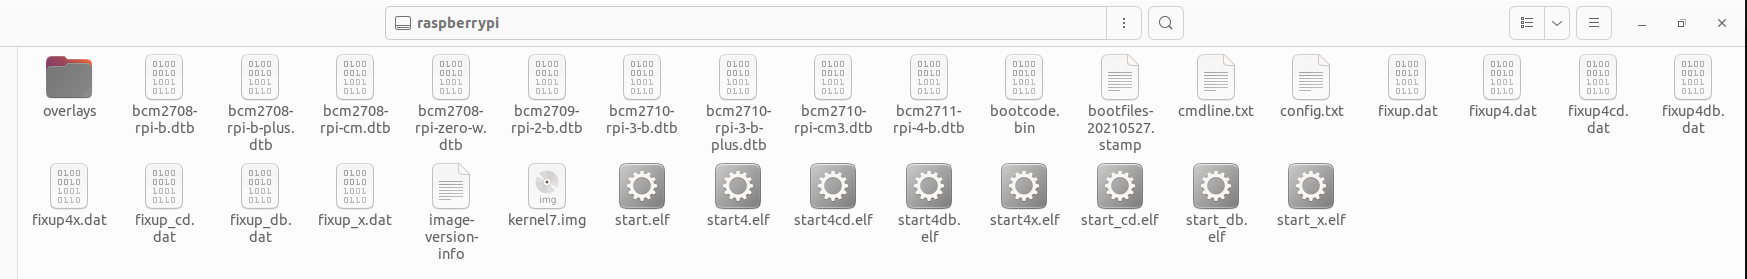 raspberrypi
overlays
bcm2708-
rpi-b.dtb
bcm2708-
rpi-b-plus.
dtb
bcm2708-
rpi-cm.dtb
bcm2708-
rpi-zero-w.
dtb
bcm2709-
rpi-2-b.dtb
bcm2710-
rpi-3-b.dtb
bcm2710-
rpi-3-b-
plus.dtb
bcm2710-
rpi-cm3.dtb
bcm2711-
rpi-4-b.dtb
bootcode.
bin
bootfiles-
20210527.
stamp
cmdline.txt
config.txt
fixup.dat
fixup4.dat
fixup4cd.
dat
fixup4db.
dat
fixup4x.dat
fixup_cd.
dat
fixup_db.
dat
fixup_x.dat
image-
version-
info
img
kernel7.img
start.elf
start4.elf
start4cd.elf
start4db.
elf
start4x.elf
start_cd.elf
start_db.
elf
start_x.elf